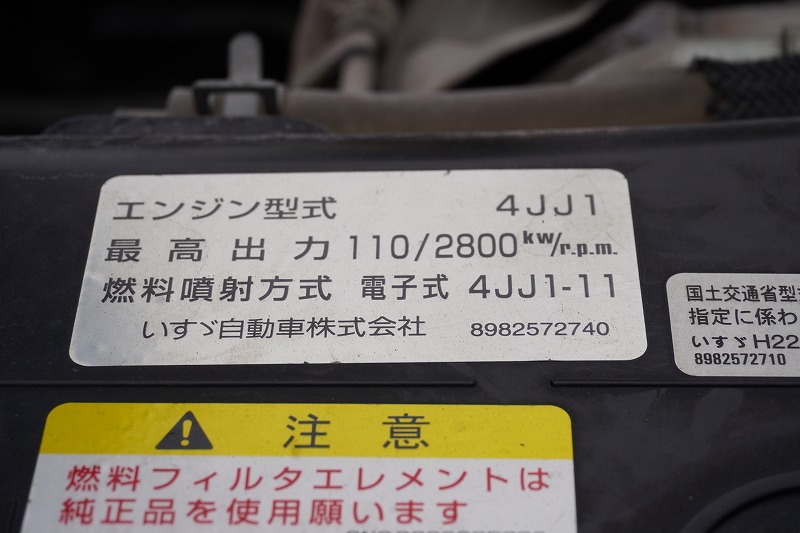 エンジン型式 4JJ1
最高出力 110/2800kW/r.p.m.
燃料噴射方式 電子式 4JJ1-11
いすゞ自動車株式会社 8982572740
国土交通省型
指定に係わ
いすゞH22
8982572710
注意
燃料フィルタエレメントは
純正品を使用願います